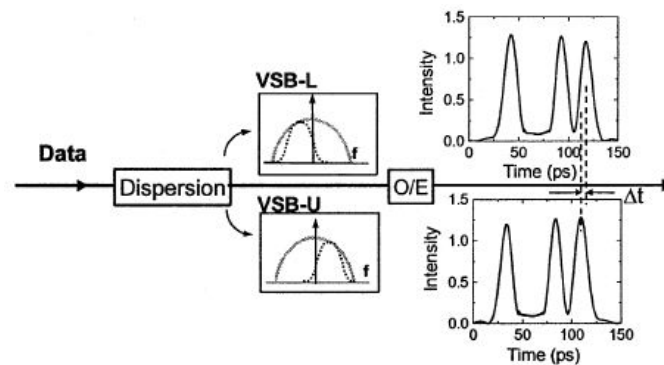 VSB-L
f
Data
Dispersion
VSB-U
f
O/E
Intensity
1.5
1.0
0.5
0.0
0 50 100 150
Time (ps)
Δt
Intensity
1.5
1.0
0.5
0.0
0 50 100 150
Time (ps)